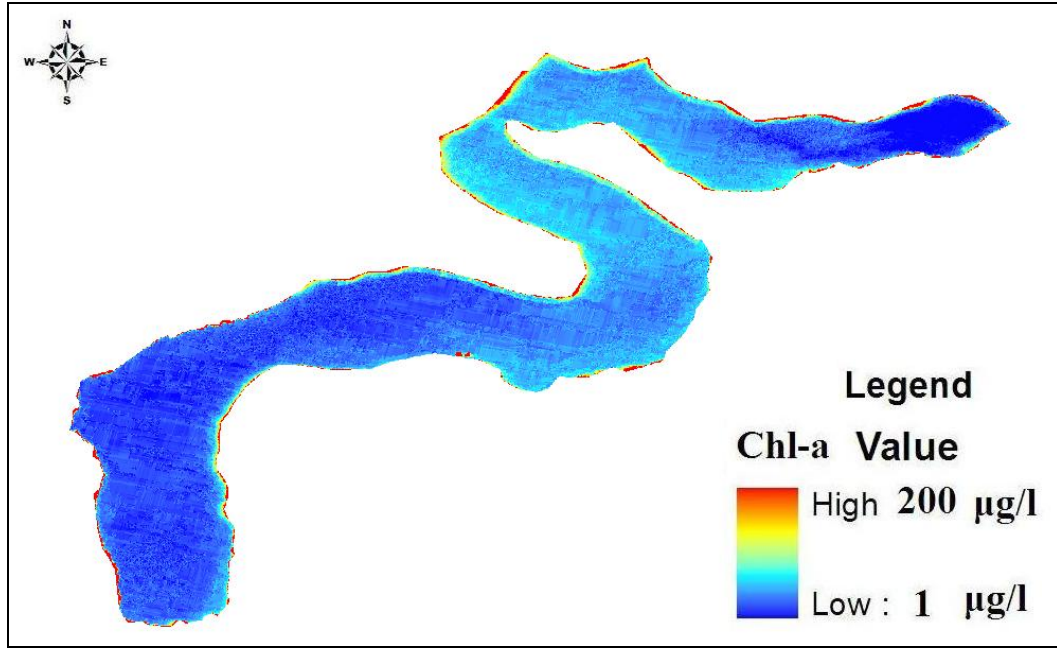 N
W E
S
Legend
Chl-a Value
High 200 µg/l
Low : 1 µg/l